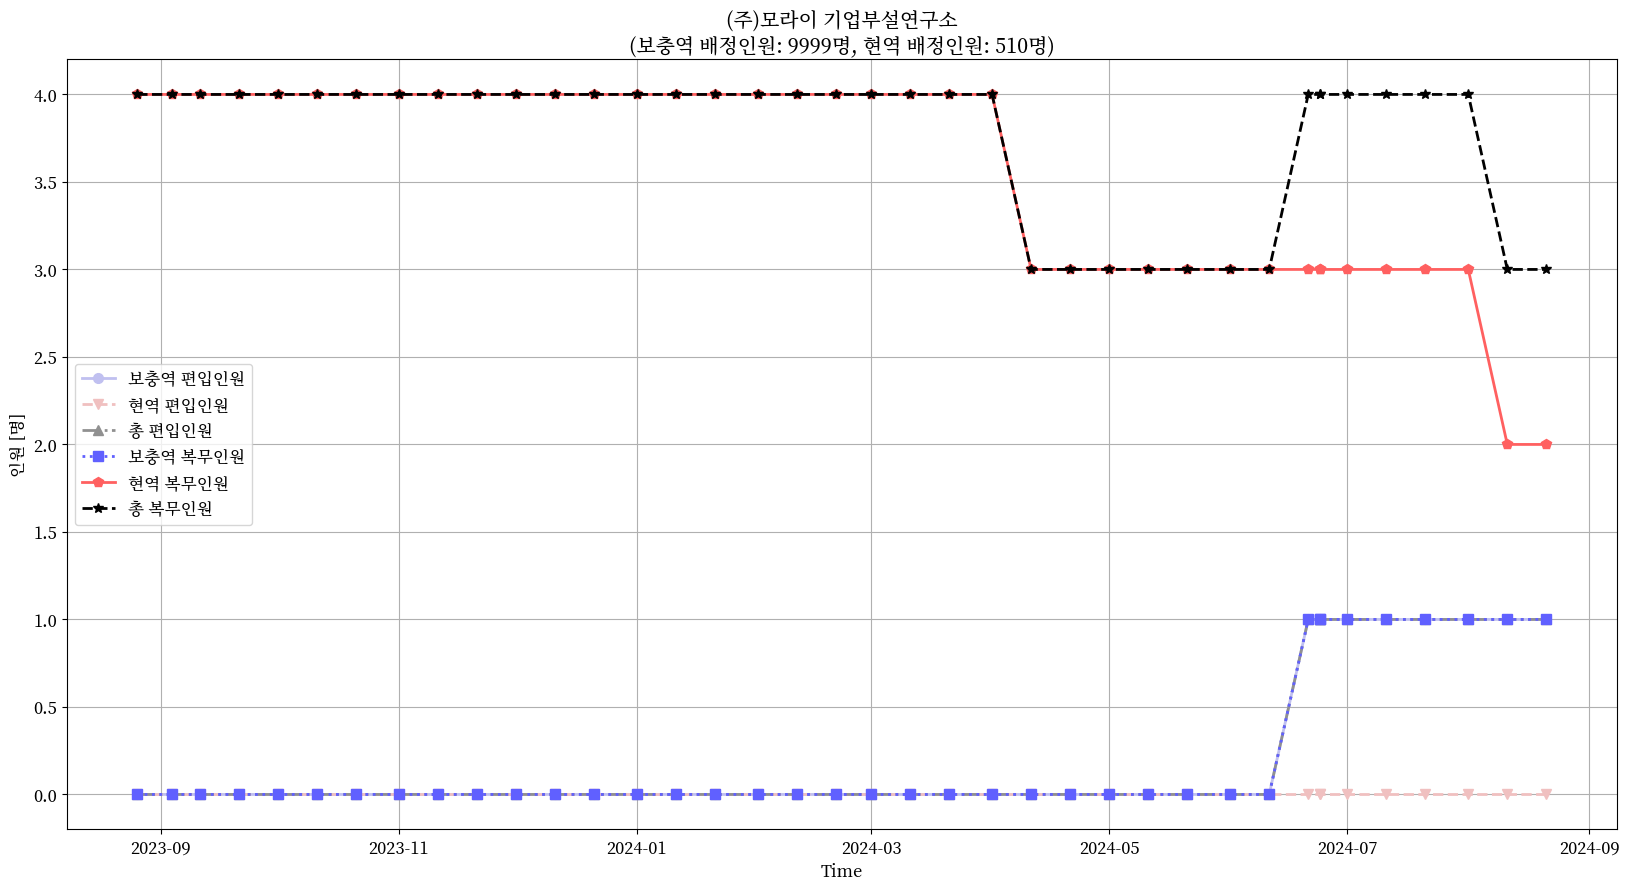 (주)모라이 기업부설연구소
(보충역 배정인원: 9999명, 현역 배정인원: 510명)
4.0
3.5
3.0
2.5
2.0
1.5
1.0
0.5
0.0
인원 [명]
보충역 편입인원
현역 편입인원
총 편입인원
보충역 복무인원
현역 복무인원
총 복무인원
2023-09 2023-11 2024-01 2024-03 2024-05 2024-07 2024-09
Time